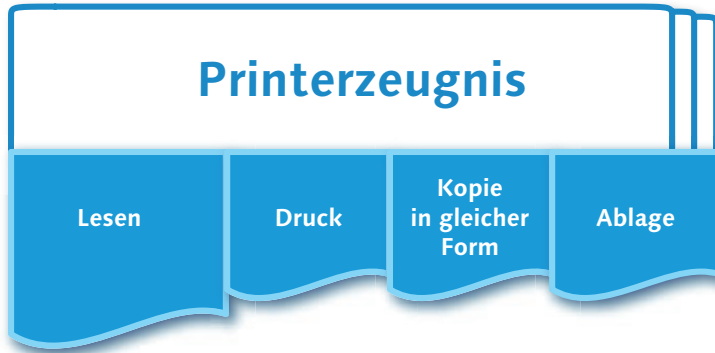 Printerzeugnis
Lesen
Druck
Kopie
in gleicher
Form
Ablage